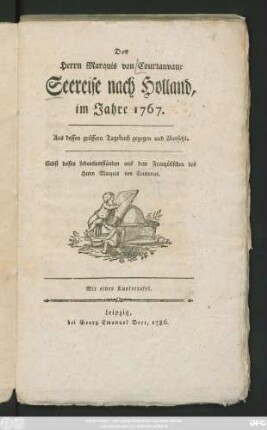 Des
Herrn Marquis von Courtanvaux
Seereise nach Holland,
im Jahre 1767.
Aus dessen grössern Tagebuch gezogen und übersetzt.
Nebst dessen Lebensumständen aus dem Französischen des
Herrn Marquis von Condorcet.
Mit einer Kupfertafel.
Leipzig,
bei Georg Emanuel Beer, 1786.